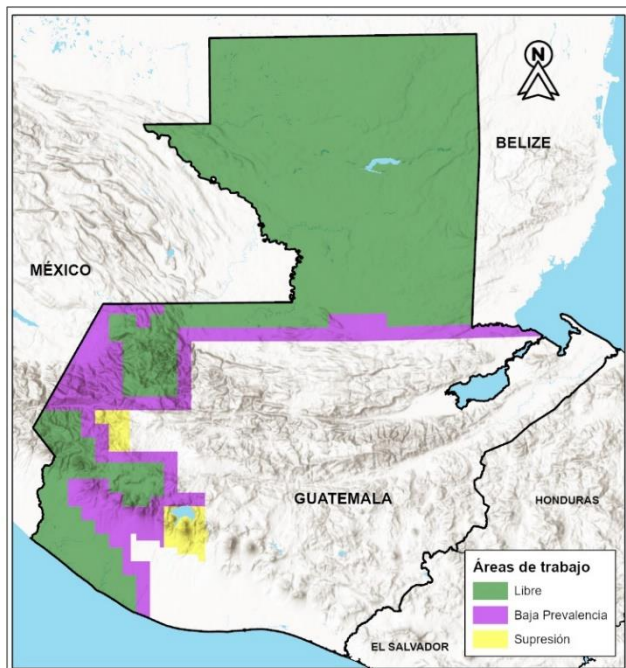 N
BELIZE
MÉXICO
GUATEMALA
HONDURAS
EL SALVADOR
Áreas de trabajo
Libre
Baja Prevalencia
Supresión